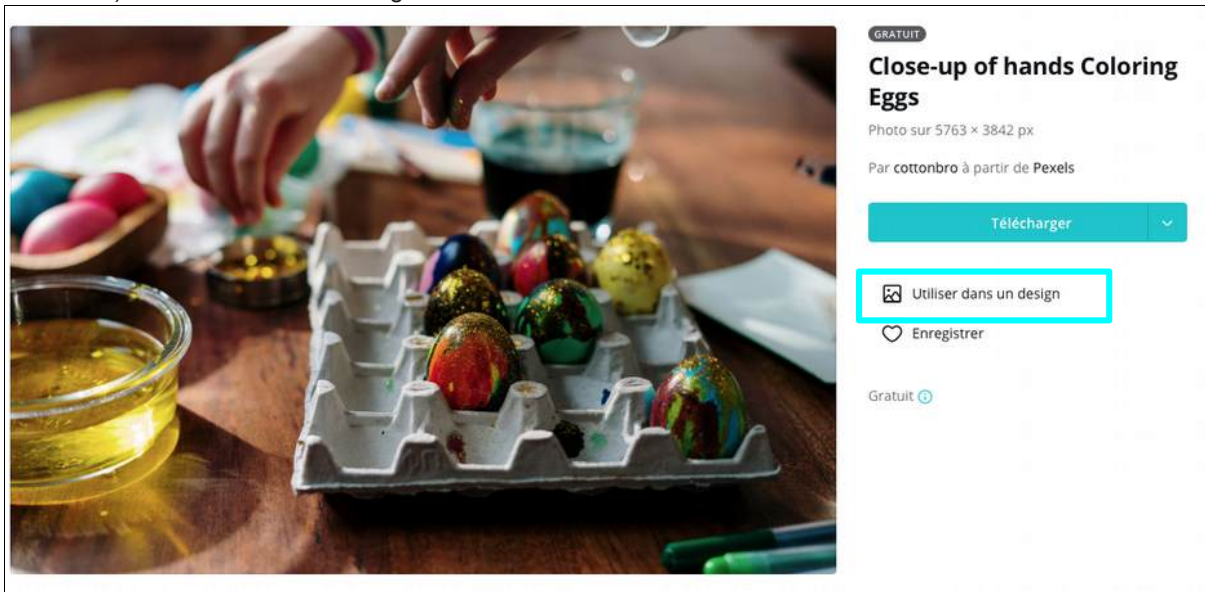 GRATUIT
Close-up of hands Coloring
Eggs
Photo sur 5763 × 3842 px
Par cottonbro à partir de Pexels
Télécharger
Utiliser dans un design
Enregistrer
Gratuit